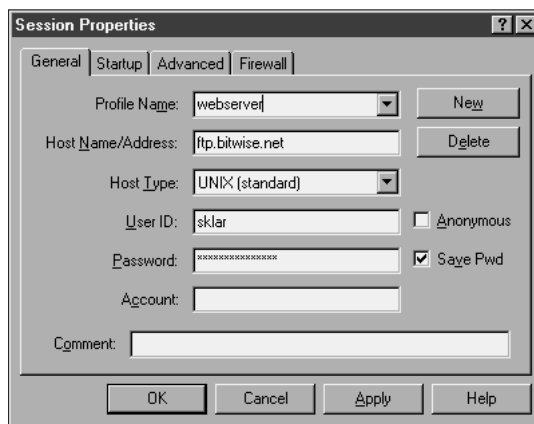 Session Properties
General Startup Advanced Firewall
Profile Name: webserver New
Host Name/Address: ftp.bitwise.net Delete
Host Type: UNIX (standard)
User ID: sklar Anonymous
Password: *************** Save Pwd
Account:
Comment:
OK Cancel Apply Help